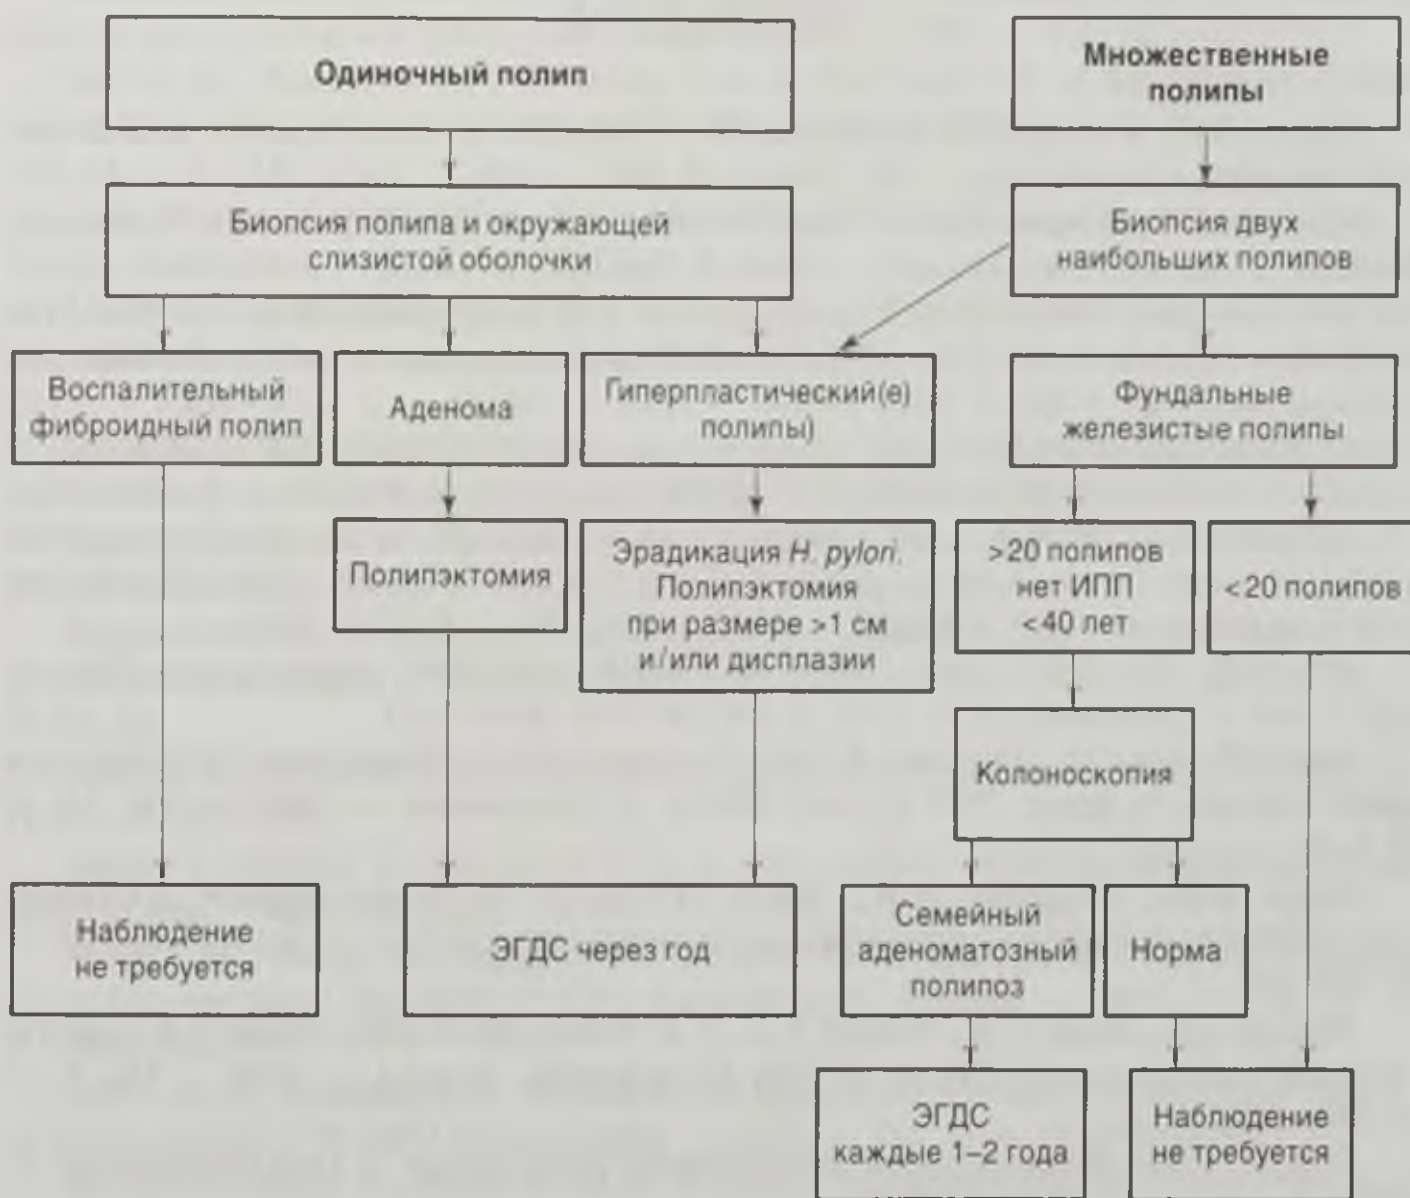 Одиночный полип
Множественные
полипы
Биопсия полипа и окружающей
слизистой оболочки
Биопсия двух
наибольших полипов
Воспалительный
фиброидный полип
Аденома
Гиперпластический(е)
полипы)
Фундальные
железистые полипы
Полипэктомия
Эрадикация H. pylori.
Полипэктомия
при размере >1 см
и/или дисплазии
>20 полипов
нет ИПП
<40 лет
<20 полипов
Колоноскопия
Наблюдение
не требуется
ЭГДС через год
Семейный
аденоматозный
полипоз
Норма
ЭГДС
каждые 1–2 года
Наблюдение
не требуется